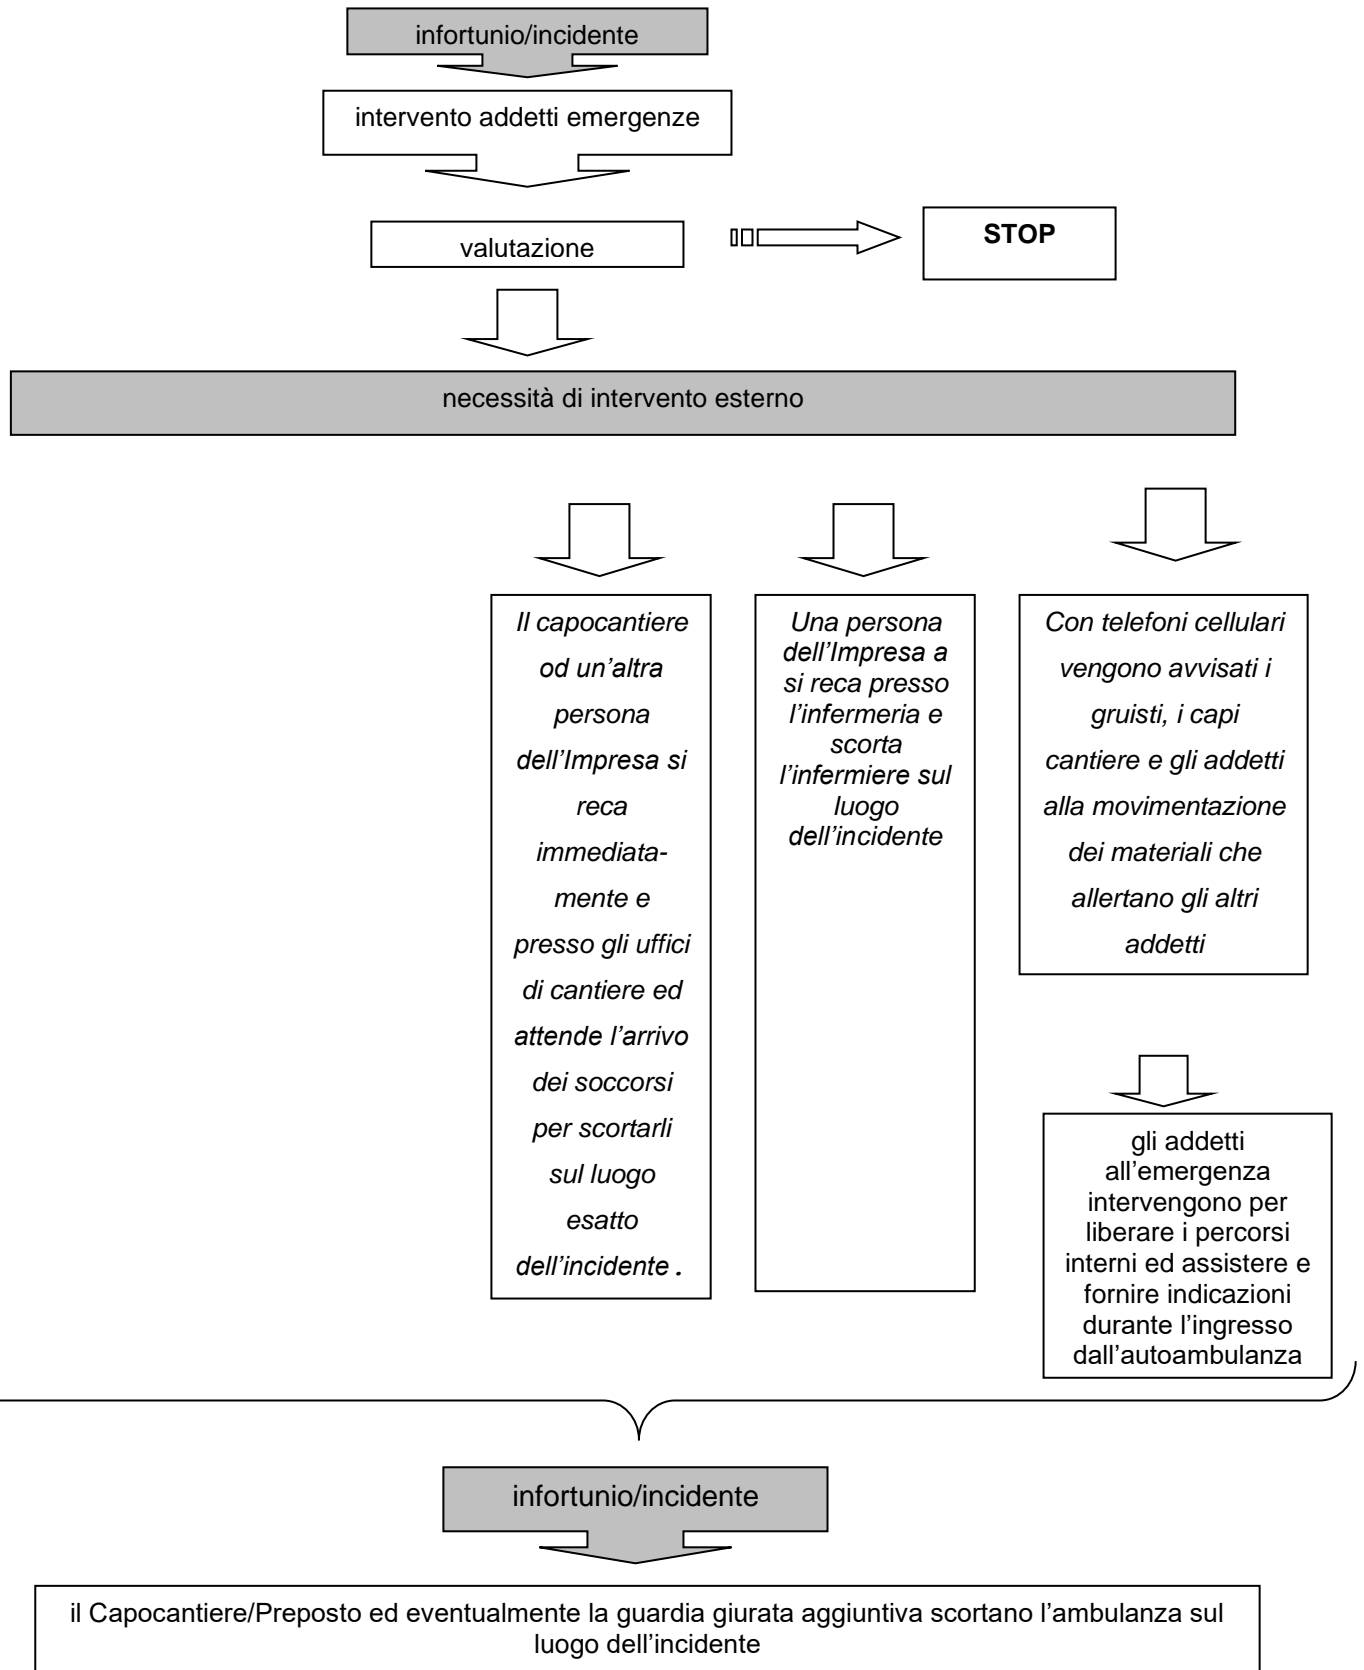 infortunio/incidente
intervento addetti emergenze
valutazione
STOP
necessità di intervento esterno
Il capocantiere
od un’altra
persona
dell’Impresa si
reca
immediata-
mente e
presso gli uffici
di cantiere ed
attende l’arrivo
dei soccorsi
per scortarli
sul luogo
esatto
dell’incidente.
Una persona
dell’Impresa a
si reca presso
l’infermeria e
scorta
l’infermiere sul
luogo
dell’incidente
Con telefoni cellulari
vengono avvisati i
gruisti, i capi
cantiere e gli addetti
alla movimentazione
dei materiali che
allertano gli altri
addetti
gli addetti
all’emergenza
intervengono per
liberare i percorsi
interni ed assistere e
fornire indicazioni
durante l’ingresso
dall’autoambulanza
infortunio/incidente
il Capocantiere/Preposto ed eventualmente la guardia giurata aggiuntiva scortano l’ambulanza sul
luogo dell’incidente